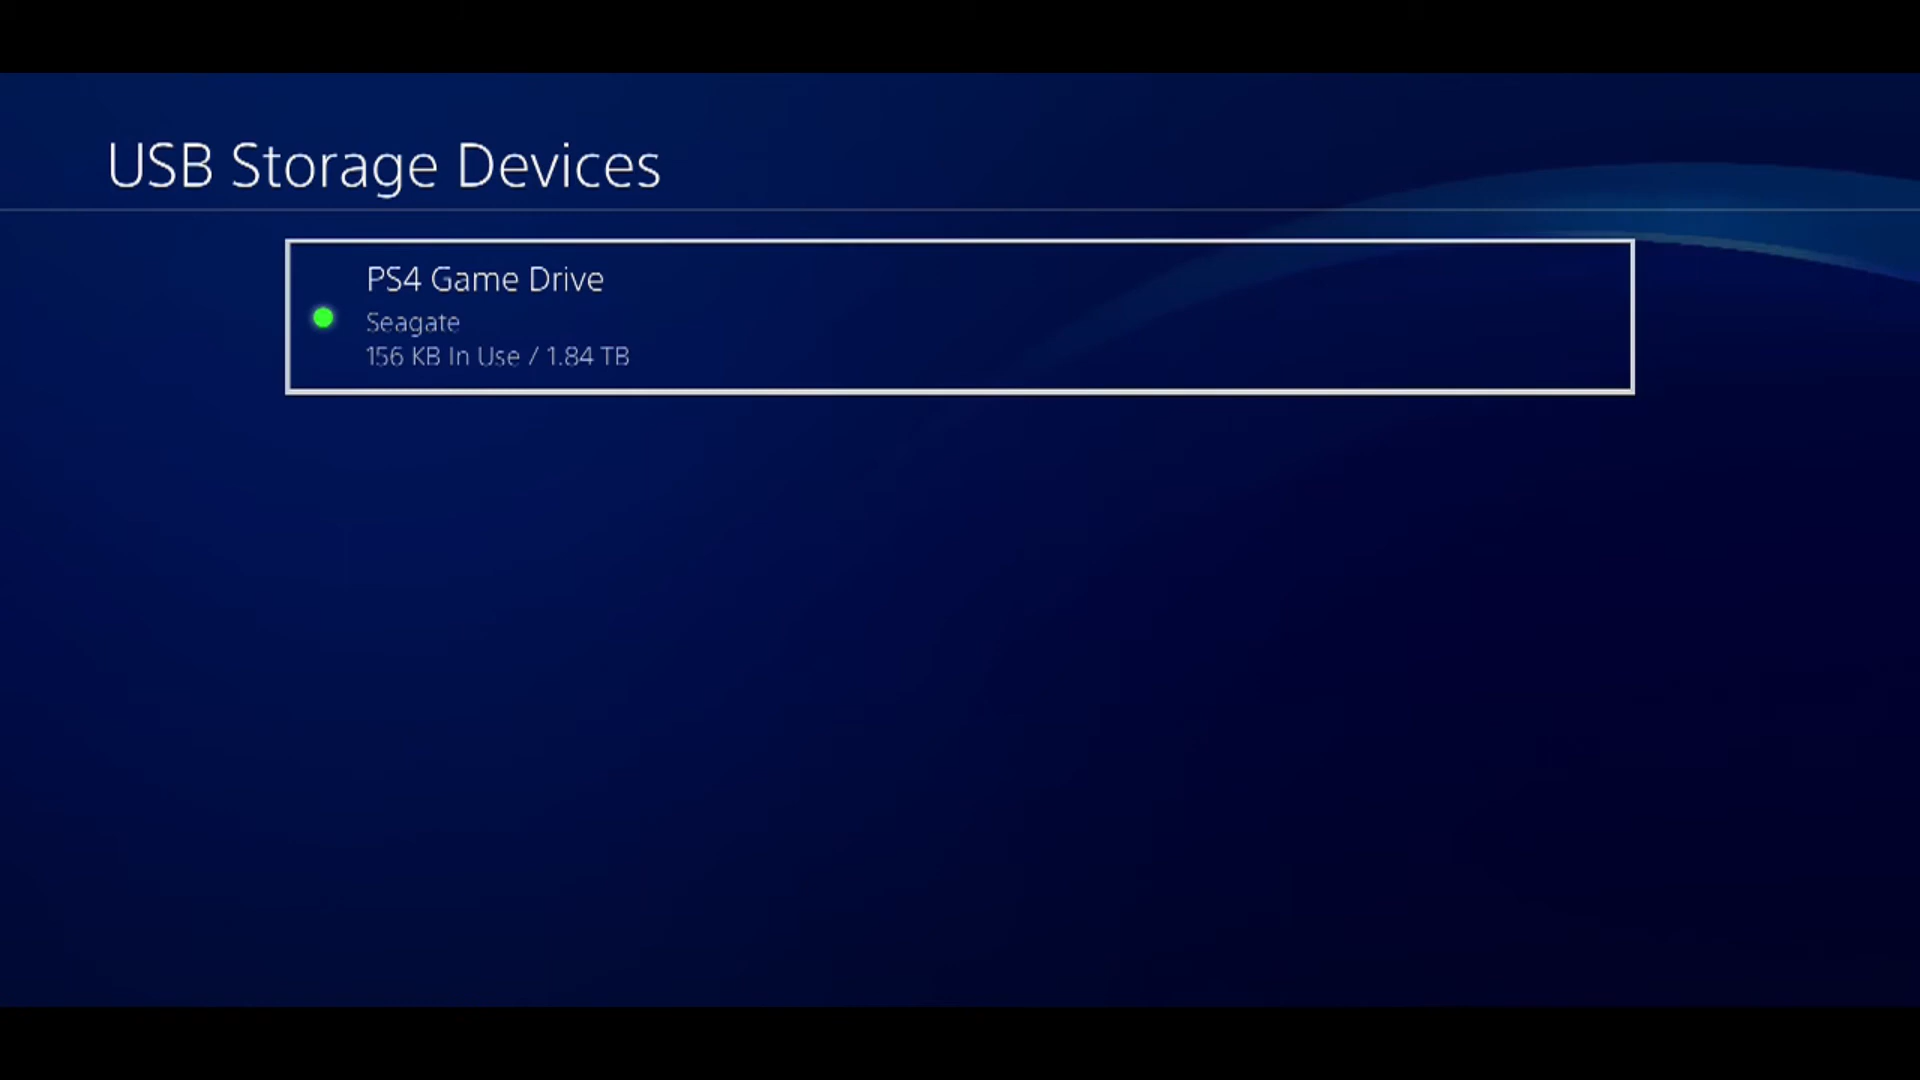 USB Storage Devices
PS4 Game Drive
Seagate
156 KB In Use / 1.84 TB